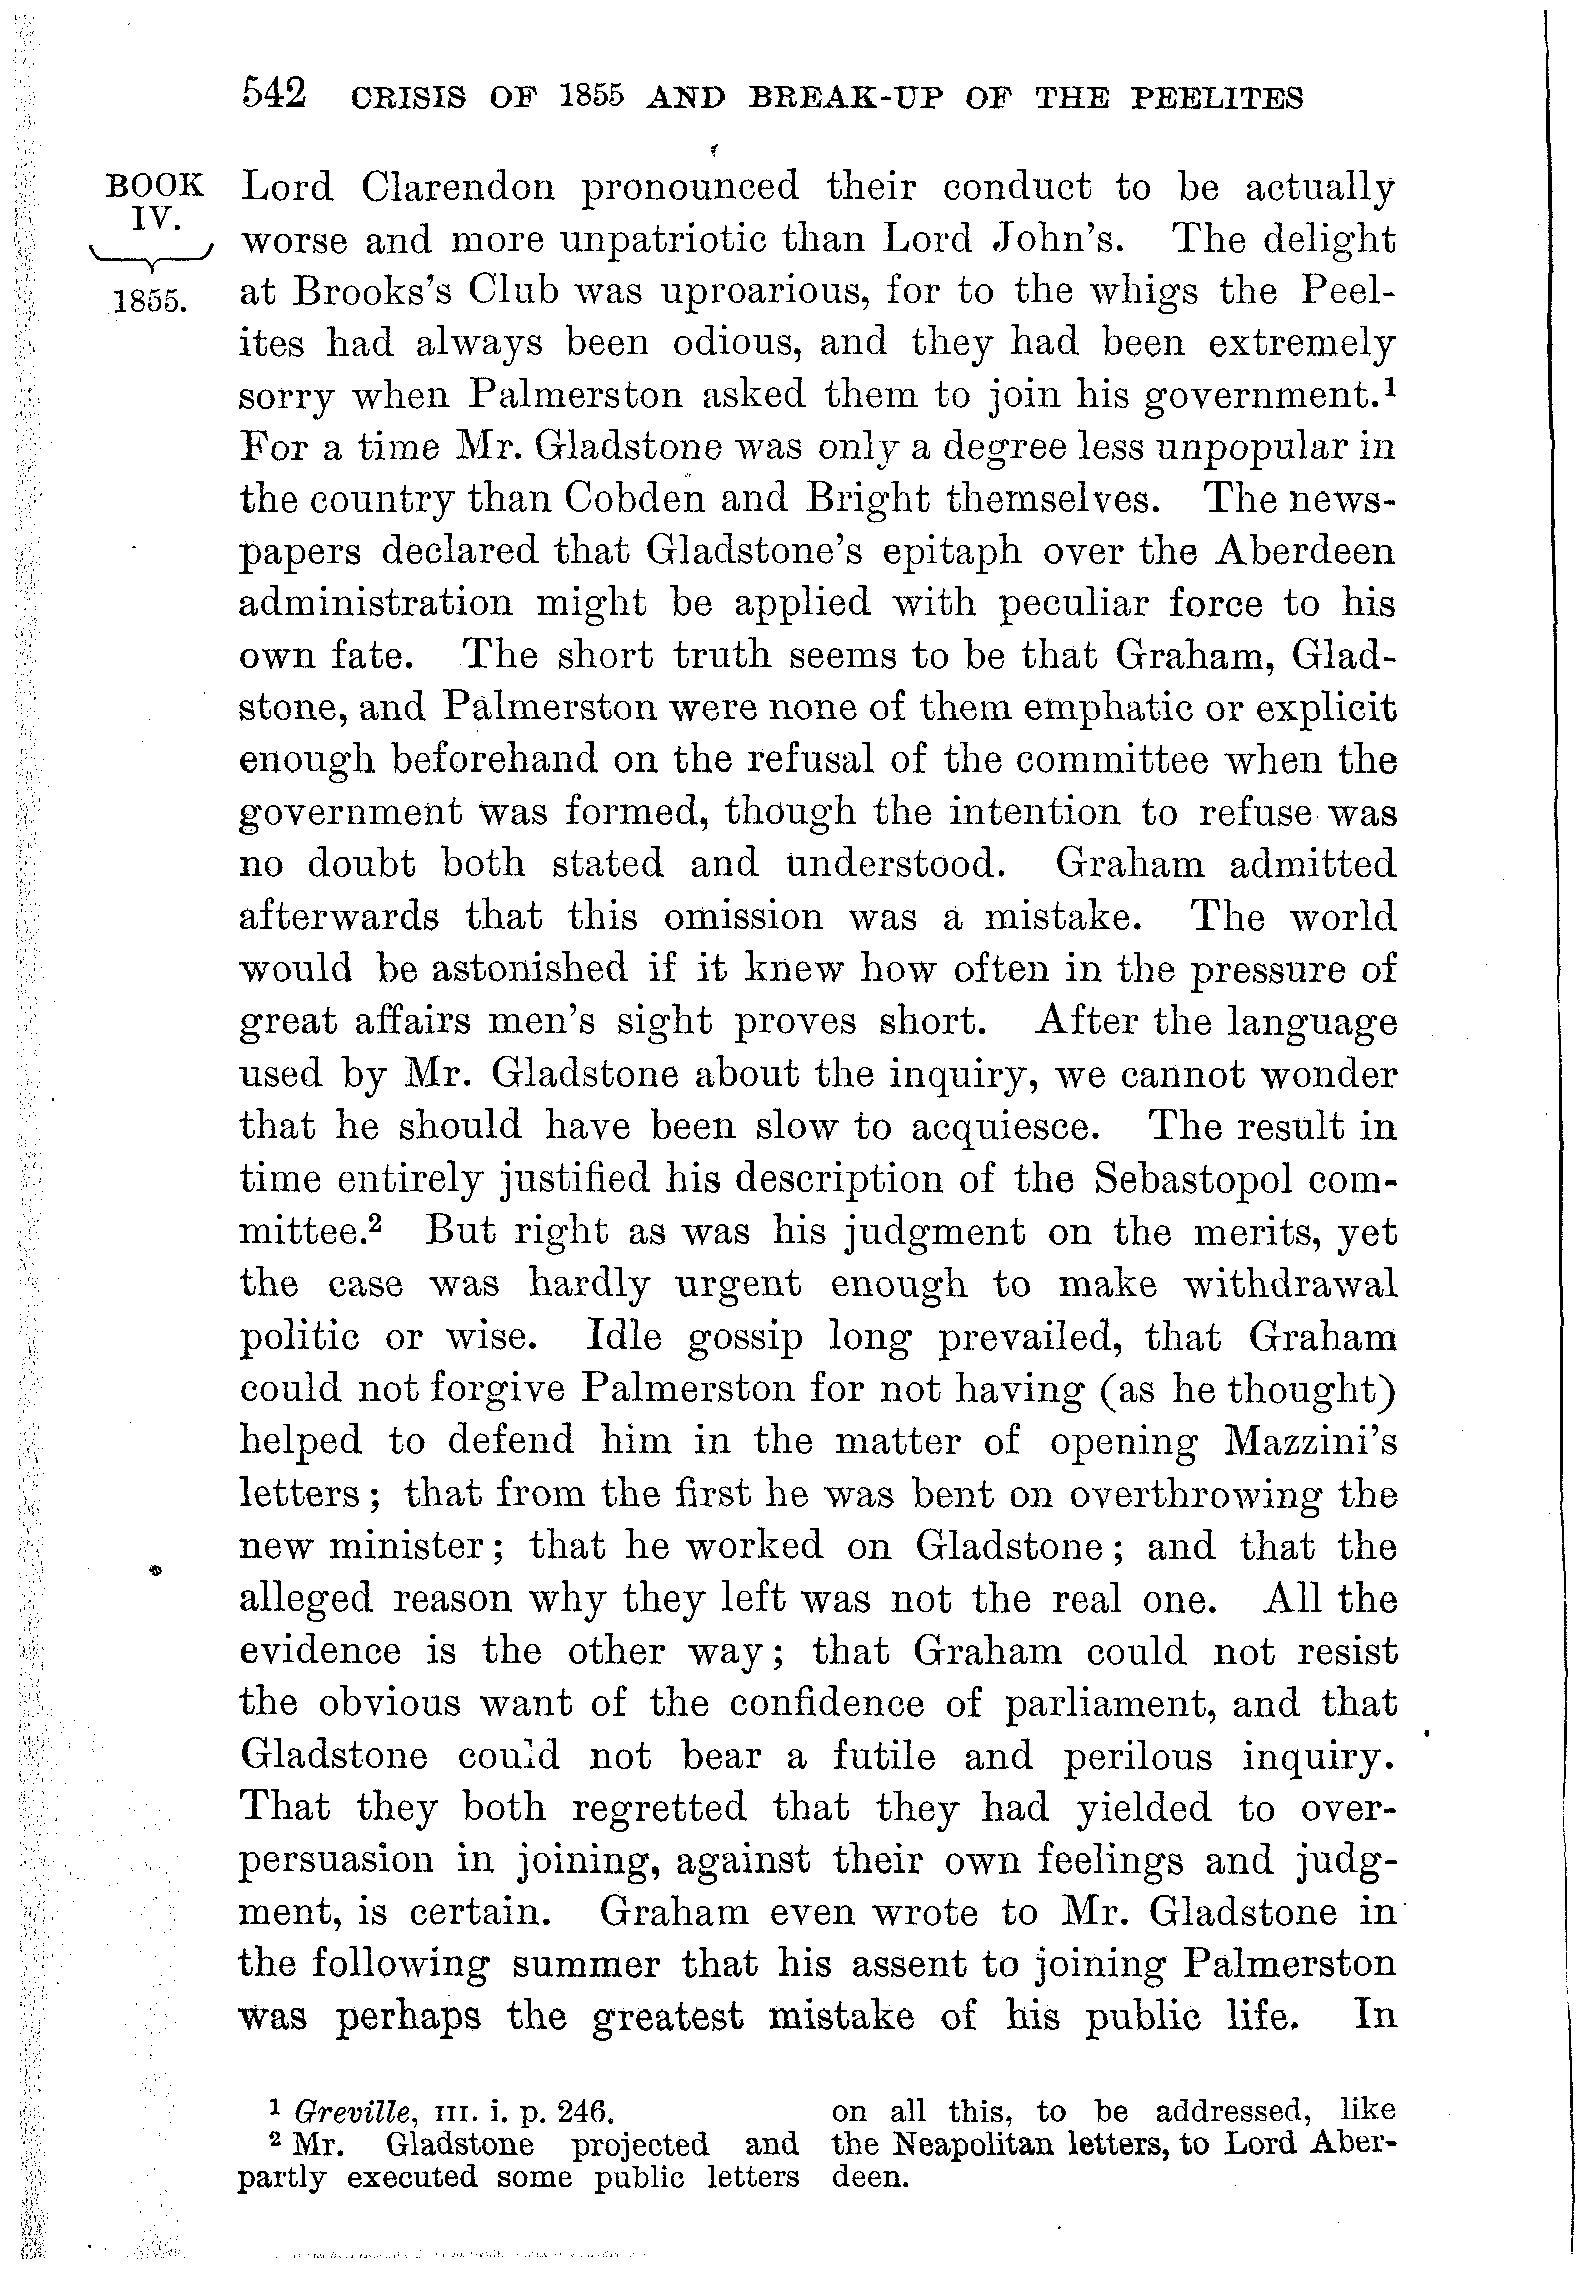 542 CRISIS OF 1855 AND BREAK-UP OF THE PEELITES
BOOK
IV.
1855.
Lord Clarendon pronounced their conduct to be actually
worse and more unpatriotic than Lord John's. The delight
at Brooks's Club was uproarious, for to the whigs the Peel-
ites had always been odious, and they had been extremely
sorry when Palmerston asked them to join his government.¹
For a time Mr. Gladstone was only a degree less unpopular in
the country than Cobden and Bright themselves. The news-
papers declared that Gladstone's epitaph over the Aberdeen
administration might be applied with peculiar force to his
own fate. The short truth seems to be that Graham, Glad-
stone, and Palmerston were none of them emphatic or explicit
enough beforehand on the refusal of the committee when the
government was formed, though the intention to refuse was
no doubt both stated and understood. Graham admitted
afterwards that this omission was a mistake. The world
would be astonished if it knew how often in the pressure of
great affairs men's sight proves short. After the language
used by Mr. Gladstone about the inquiry, we cannot wonder
that he should have been slow to acquiesce. The result in
time entirely justified his description of the Sebastopol com-
mittee.² But right as was his judgment on the merits, yet
the case was hardly urgent enough to make withdrawal
politic or wise. Idle gossip long prevailed, that Graham
could not forgive Palmerston for not having (as he thought)
helped to defend him in the matter of opening Mazzini's
letters; that from the first he was bent on overthrowing the
new minister; that he worked on Gladstone; and that the
alleged reason why they left was not the real one. All the
evidence is the other way; that Graham could not resist
the obvious want of the confidence of parliament, and that
Gladstone could not bear a futile and perilous inquiry.
That they both regretted that they had yielded to over-
persuasion in joining, against their own feelings and judg-
ment, is certain. Graham even wrote to Mr. Gladstone in
the following summer that his assent to joining Palmerston
was perhaps the greatest mistake of his public life. In
¹ Greville, III. i. p. 246.
² Mr. Gladstone projected and
partly executed some public letters
on all this, to be addressed, like
the Neapolitan letters, to Lord Aber-
deen.